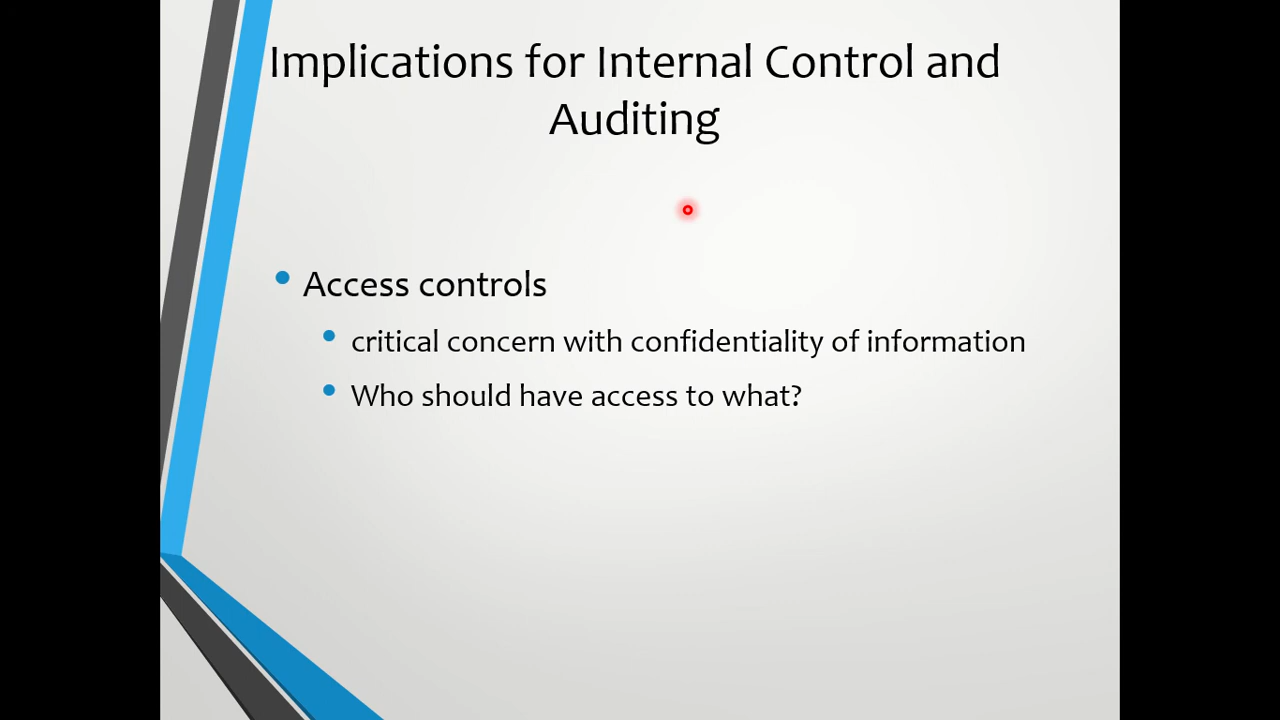 Implications for Internal Control and
Auditing
Access controls
critical concern with confidentiality of information
Who should have access to what?